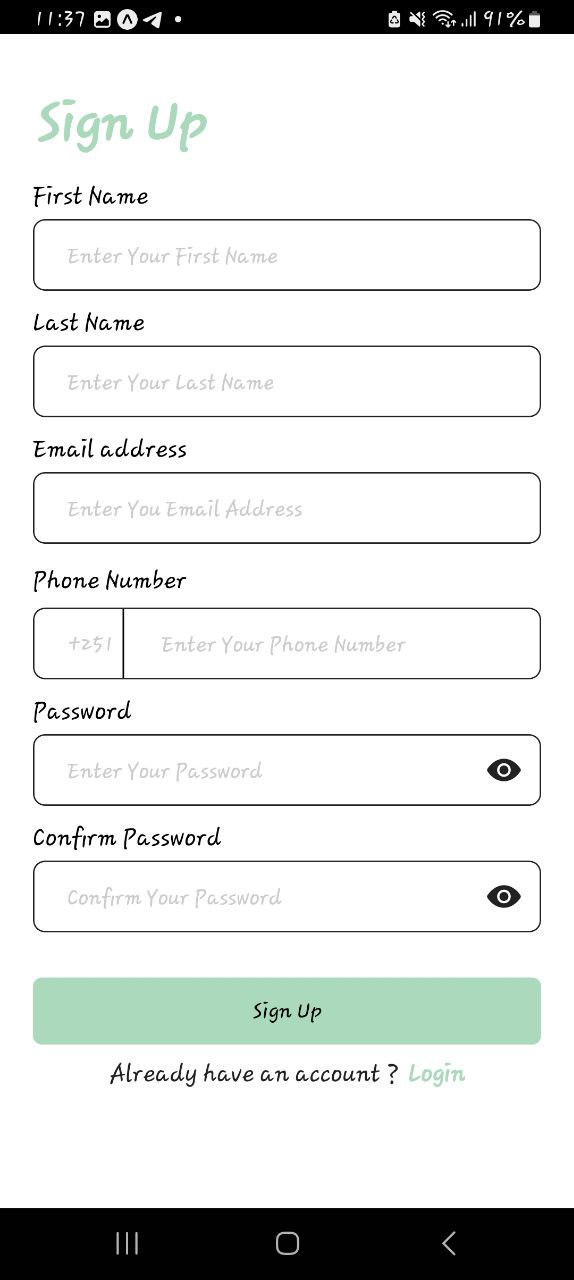 11:37 91%
Sign Up
First Name
Enter Your First Name
Last Name
Enter Your Last Name
Email address
Enter You Email Address
Phone Number
+251 Enter Your Phone Number
Password
Enter Your Password
Confirm Password
Confirm Your Password
Sign Up
Already have an account ? Login